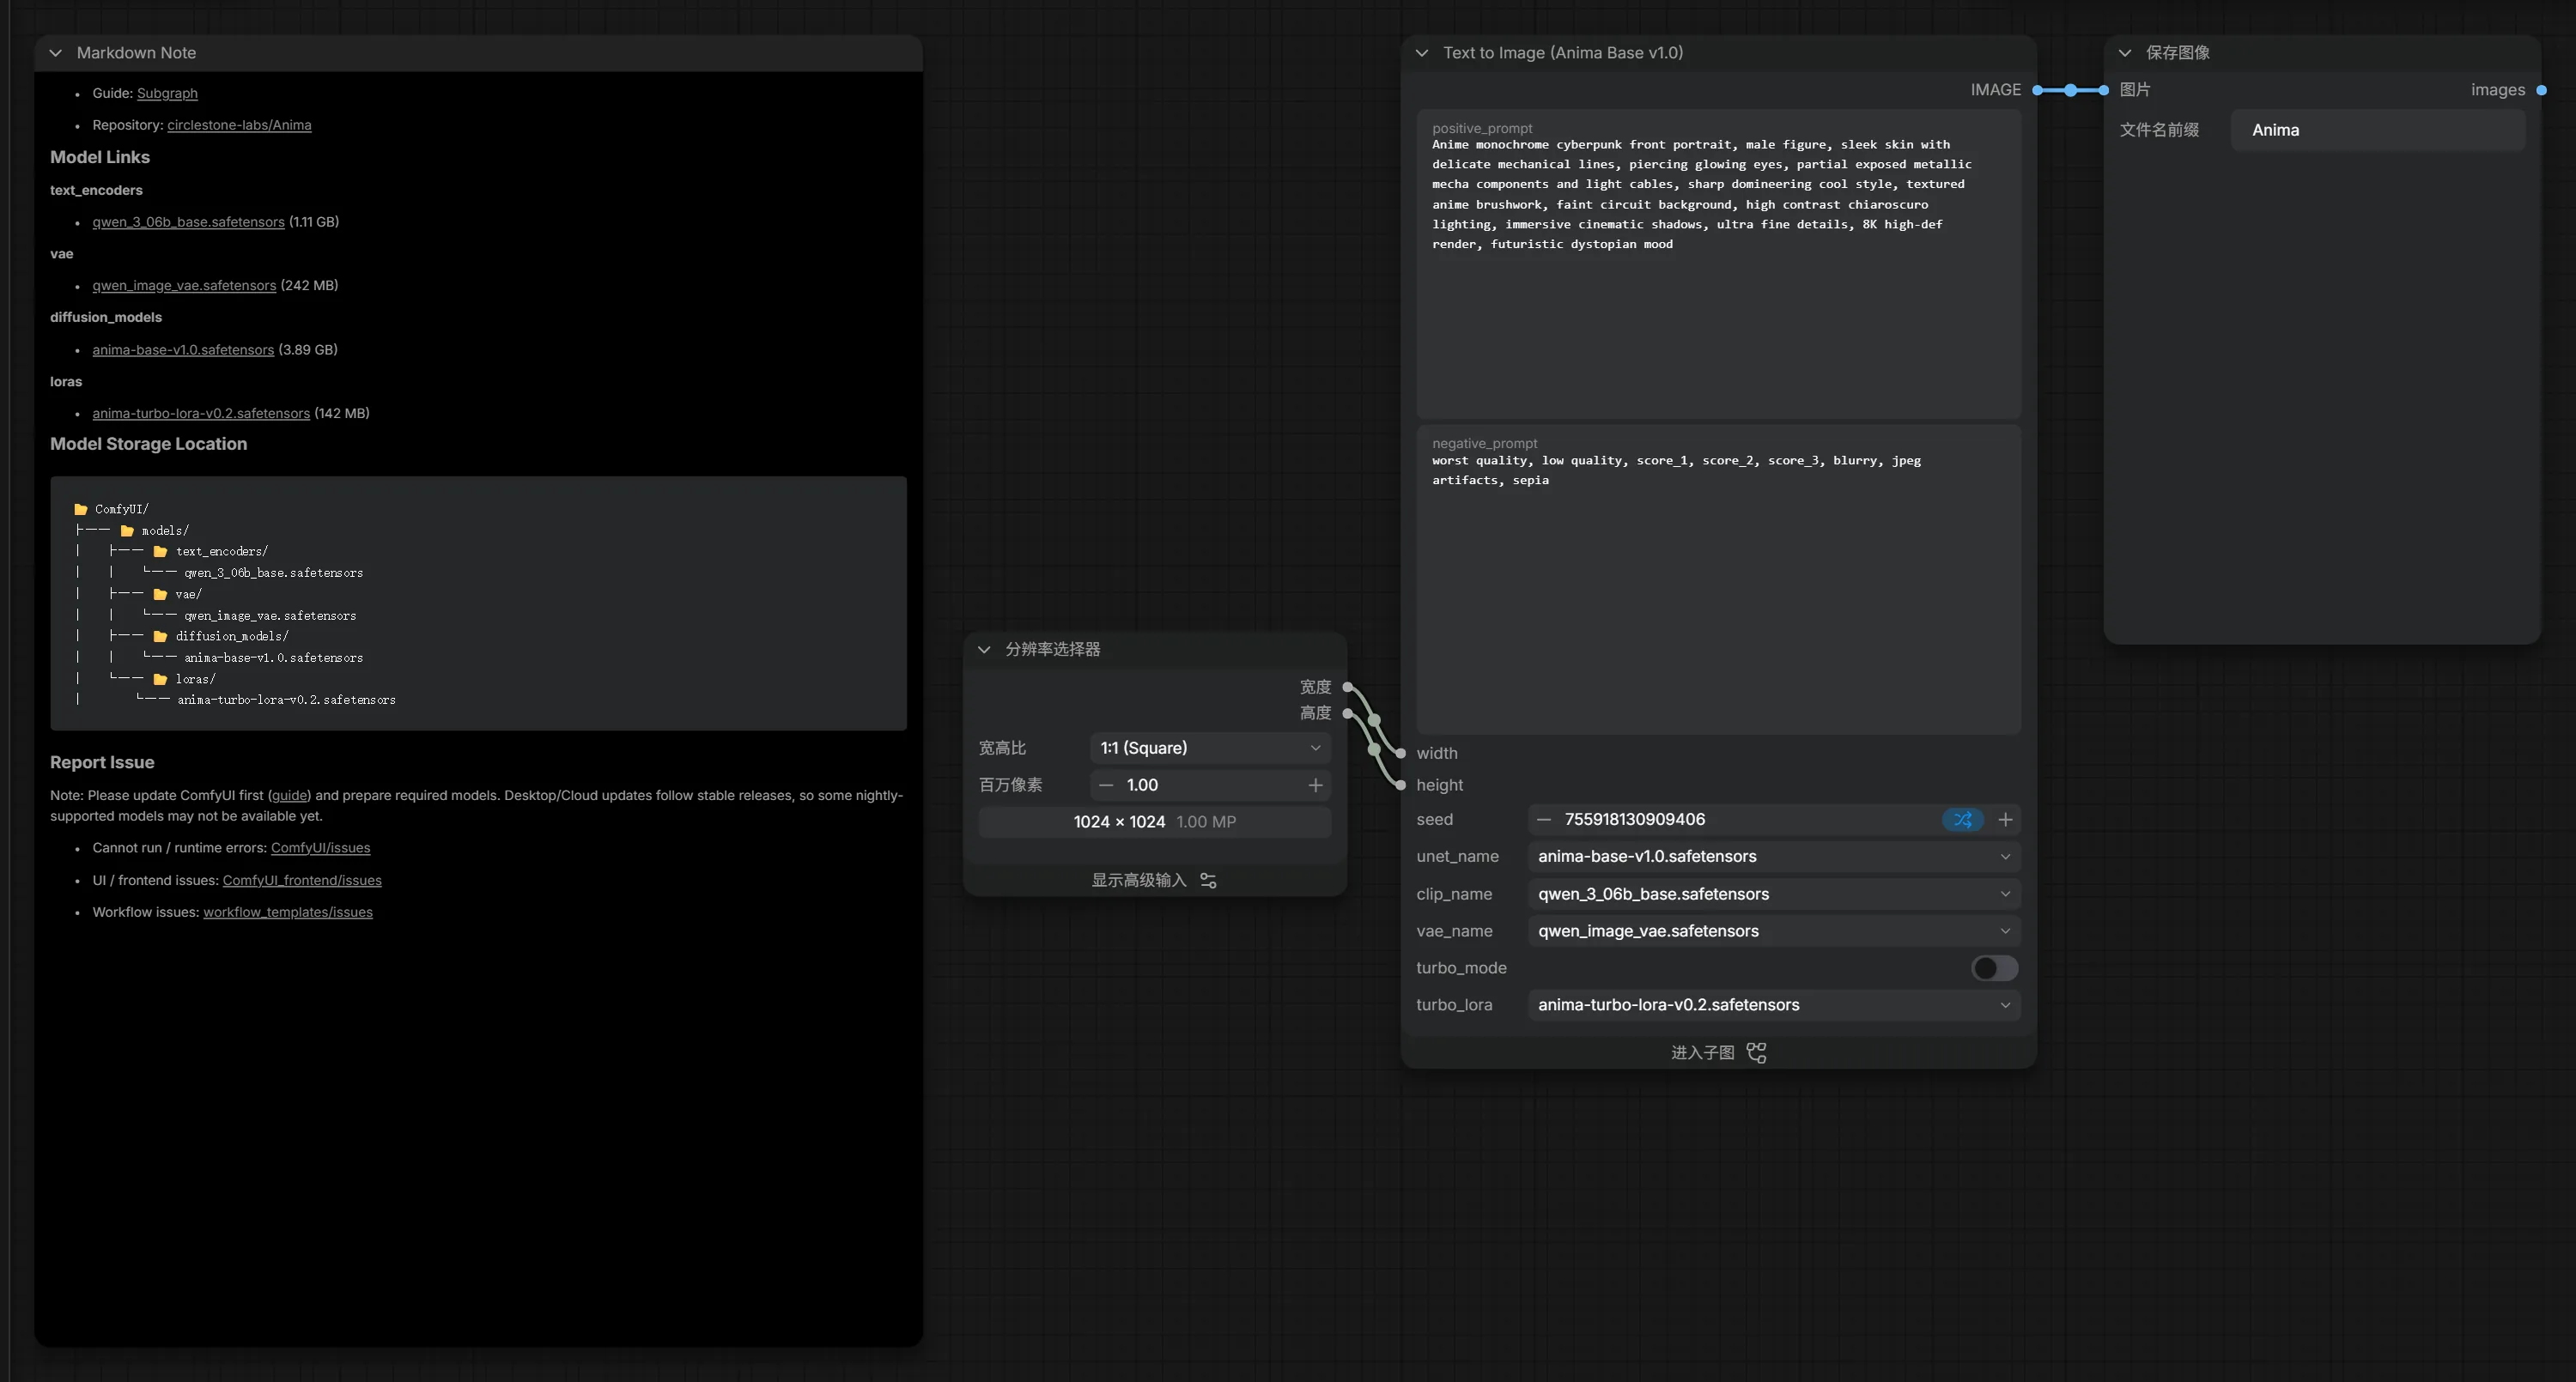 Markdown Note
Guide: Subgraph
Repository: circlestone-labs/Anima
Model Links
text_encoders
qwen_3_06b_base.safetensors (1.11 GB)
vae
qwen_image_vae.safetensors (242 MB)
diffusion_models
anima-base-v1.0.safetensors (3.89 GB)
loras
anima-turbo-lora-v0.2.safetensors (142 MB)
Model Storage Location
ComfyUI/
├── models/
│ ├── text_encoders/
│ │ └── qwen_3_06b_base.safetensors
│ ├── vae/
│ │ └── qwen_image_vae.safetensors
│ ├── diffusion_models/
│ │ └── anima-base-v1.0.safetensors
│ └── loras/
│ └── anima-turbo-lora-v0.2.safetensors
Report Issue
Note: Please update ComfyUI first (guide) and prepare required models. Desktop/Cloud updates follow stable releases, so some nightly-
supported models may not be available yet.
Cannot run / runtime errors: ComfyUI/issues
UI / frontend issues: ComfyUI_frontend/issues
Workflow issues: workflow_templates/issues
分辨率选择器
宽度
高度
宽高比 1:1 (Square)
百万像素 1.00
1024 × 1024 1.00 MP
显示高级输入
Text to Image (Anima Base v1.0)
IMAGE
positive_prompt
Anime monochrome cyberpunk front portrait, male figure, sleek skin with
delicate mechanical lines, piercing glowing eyes, partial exposed metallic
mecha components and light cables, sharp domineering cool style, textured
anime brushwork, faint circuit background, high contrast chiaroscuro
lighting, immersive cinematic shadows, ultra fine details, 8K high-def
render, futuristic dystopian mood
negative_prompt
worst quality, low quality, score_1, score_2, score_3, blurry, jpeg
artifacts, sepia
width
height
seed 755918130909406
unet_name anima-base-v1.0.safetensors
clip_name qwen_3_06b_base.safetensors
vae_name qwen_image_vae.safetensors
turbo_mode
turbo_lora anima-turbo-lora-v0.2.safetensors
进入子图
保存图像
图片 images
文件名前缀 Anima